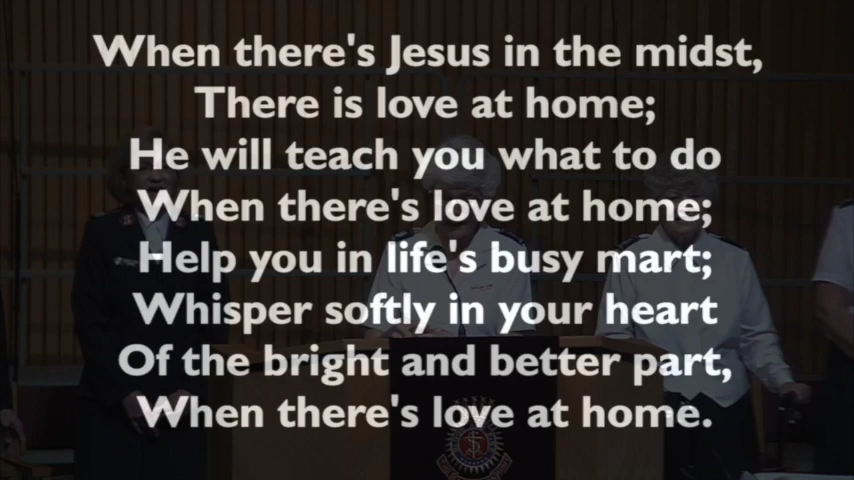 When there's Jesus in the midst,
There is love at home;
He will teach you what to do
When there's love at home;
Help you in life's busy mart;
Whisper softly in your heart
Of the bright and better part,
When there's love at home.